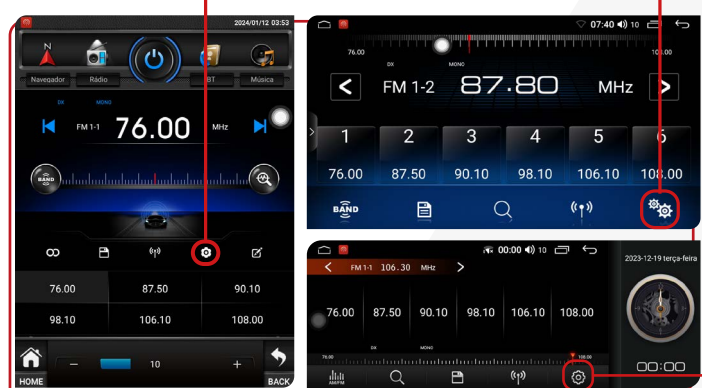 2024/01/12 03:53
Navegador Rádio BT Música
DX MONO
FM 1-1 76.00 MHz
BAND
76.00 87.50 90.10
98.10 106.10 108.00
- 10 +
HOME BACK
07:40 10
76.00 108.00
DX MONO
< FM 1-2 87.80 MHz >
1 2 3 4 5 6
76.00 87.50 90.10 98.10 106.10 108.00
BAND
00:00 10
< FM 1-1 106.30 MHz >
76.00 87.50 90.10 98.10 106.10 108.00
DX MONO
76.00 108.00
AM/FM
2023-12-19 terça-feira
00:00